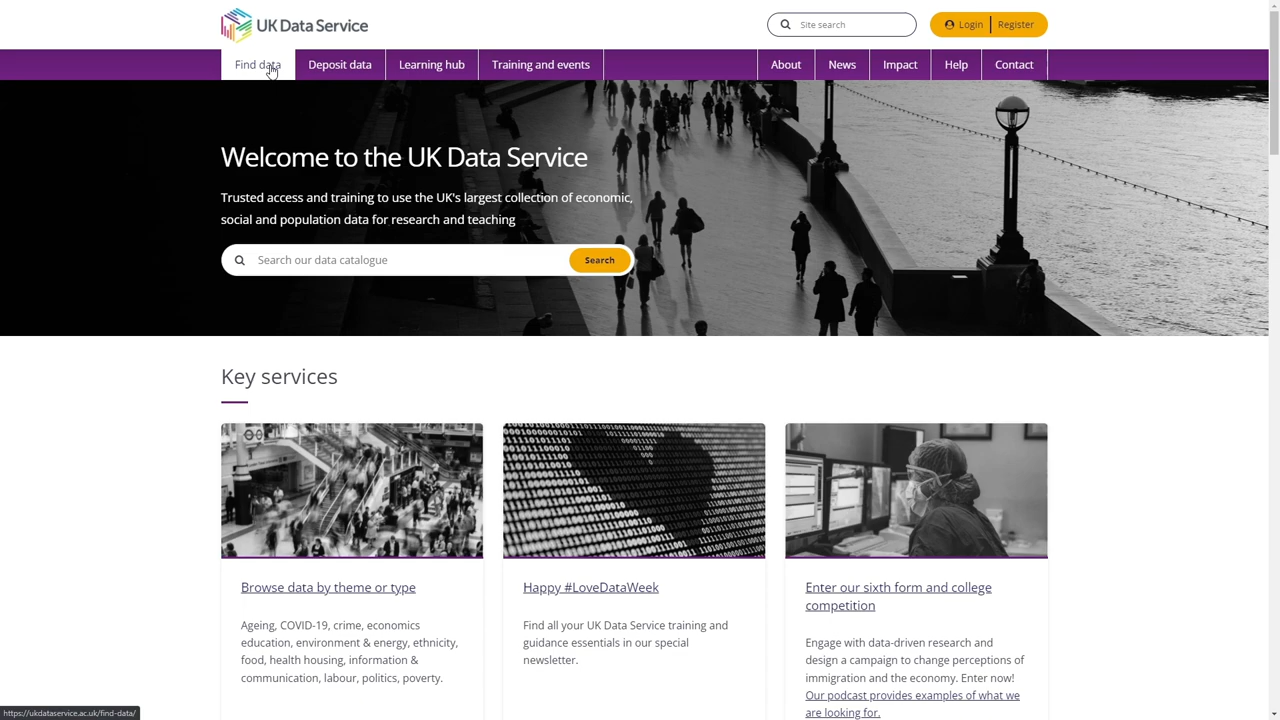 UK Data Service
Site search
Login
Register
Find data
Deposit data
Learning hub
Training and events
About
News
Impact
Help
Contact
Welcome to the UK Data Service
Trusted access and training to use the UK's largest collection of economic,
social and population data for research and teaching
Search our data catalogue
Search
Key services
Browse data by theme or type
Ageing, COVID-19, crime, economics
education, environment & energy, ethnicity,
food, health housing, information &
communication, labour, politics, poverty.
Happy #LoveDataWeek
Find all your UK Data Service training and
guidance essentials in our special
newsletter.
Enter our sixth form and college
competition
Engage with data-driven research and
design a campaign to change perceptions of
immigration and the economy. Enter now!
Our podcast provides examples of what we
are looking for.
https://ukdataservice.ac.uk/find-data/